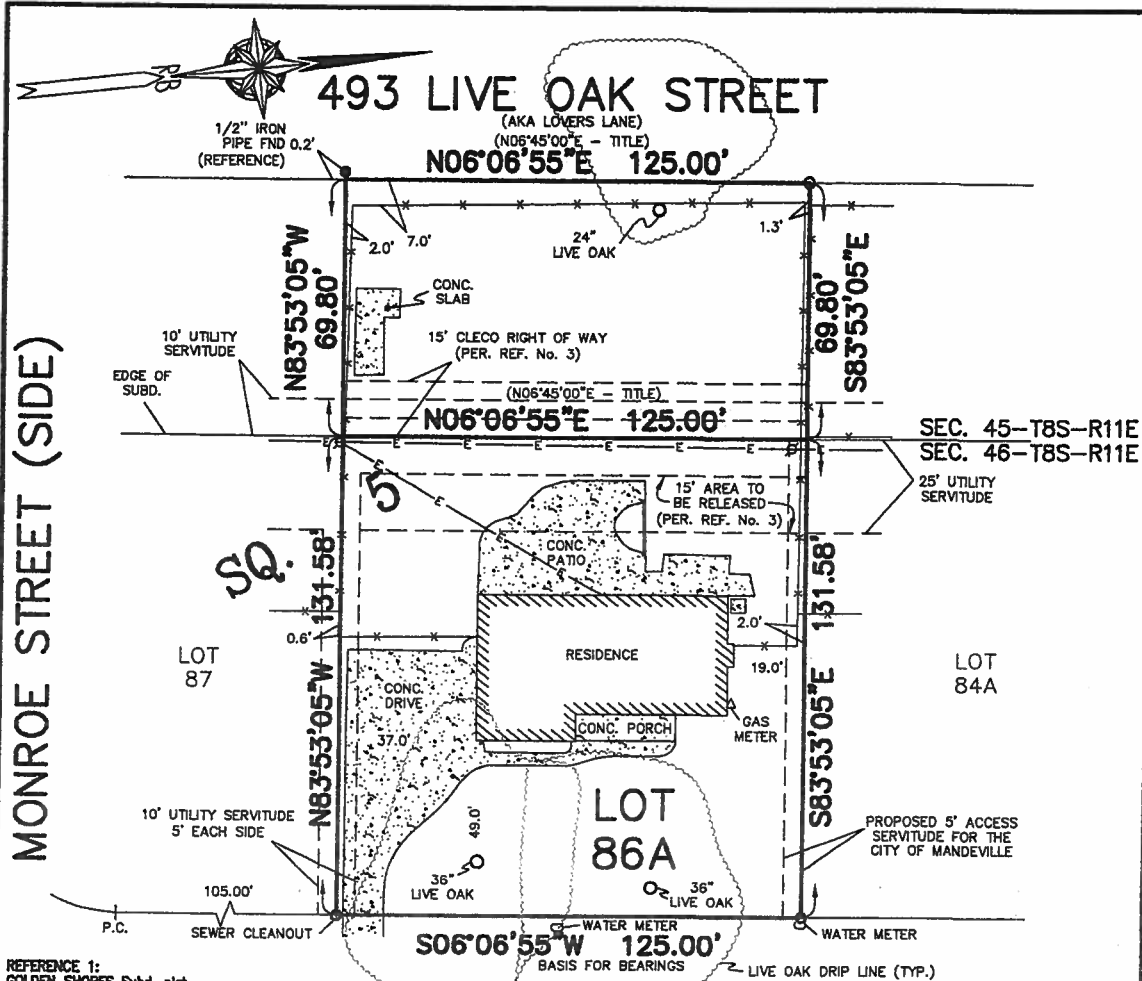 493 LIVE OAK STREET
(AKA LOVERS LANE)
(N06°45'00"E - TITLE)
N06°06'55"E 125.00'
1/2" IRON
PIPE FND 0.2'
(REFERENCE)
2.0'
7.0'
24"
LIVE OAK
1.3'
N83°53'05"W
69.80'
S83°53'05"E
69.80'
CONC.
SLAB
10' UTILITY
SERVITUDE
15' CLECO RIGHT OF WAY
(PER. REF. No. 3)
EDGE OF
SUBD.
(N06°45'00"E - TITLE)
N06°06'55"E 125.00'
SEC. 45-T8S-R11E
SEC. 46-T8S-R11E
E E E E E E
25' UTILITY
SERVITUDE
MONROE STREET (SIDE)
SQ. 5
15' AREA TO
BE RELEASED
(PER. REF. No. 3)
CONC.
PATIO
N83°53'05"W 131.58'
S83°53'05"E 131.58'
0.6'
2.0'
RESIDENCE
19.0'
LOT
87
LOT
84A
CONC.
DRIVE
37.0'
GAS
METER
CONC. PORCH
49.0'
LOT
86A
10' UTILITY SERVITUDE
5' EACH SIDE
PROPOSED 5' ACCESS
SERVITUDE FOR THE
CITY OF MANDEVILLE
36"
LIVE OAK
36"
LIVE OAK
105.00'
P.C.
SEWER CLEANOUT
WATER METER
WATER METER
S06°06'55"W 125.00'
BASIS FOR BEARINGS
LIVE OAK DRIP LINE (TYP.)
REFERENCE 1:
GOLDEN SHORES Subd. plat